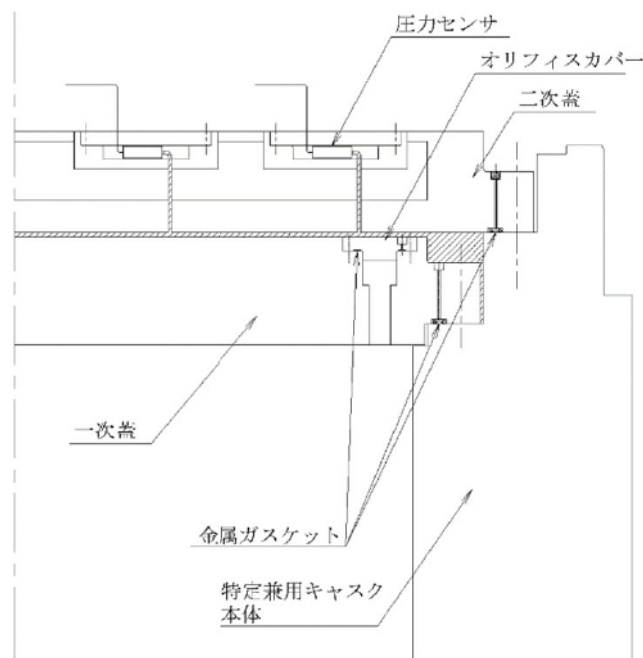 圧力センサ
オリフィスカバー
二次蓋
一次蓋
金属ガスケット
特定兼用キャスク
本体